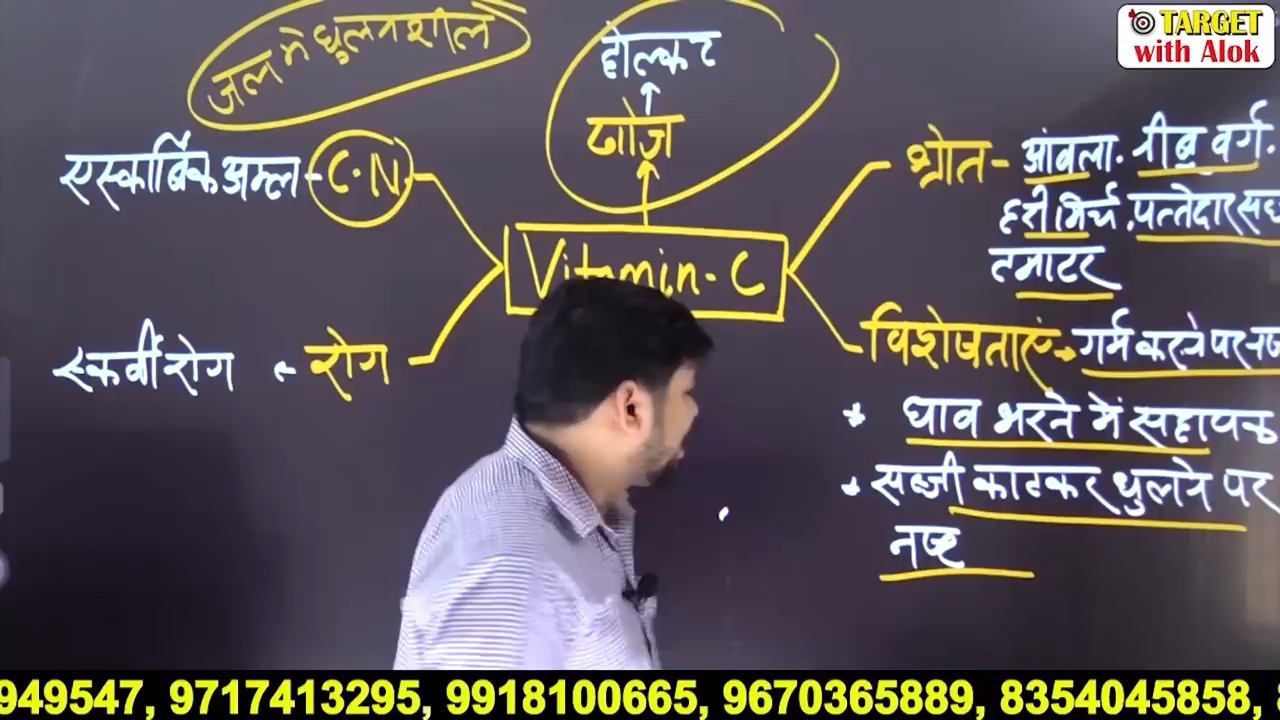 जल मे घुलनशील
होल्कर
खोज
TARGET
with Alok
एस्कार्बिक अम्ल - C.N
Vitamin-C
श्रोत - आंवला. नीबू वर्ग.
हरी मिर्च, पत्तेदार
तमाटर
स्कर्वी रोग ← रोग
विशेषताएं → गर्म करने पर
* घाव भरने में सहायक
* सब्जी काटकर धुलने पर
नष्ट
949547, 9717413295, 9918100665, 9670365889, 8354045858,